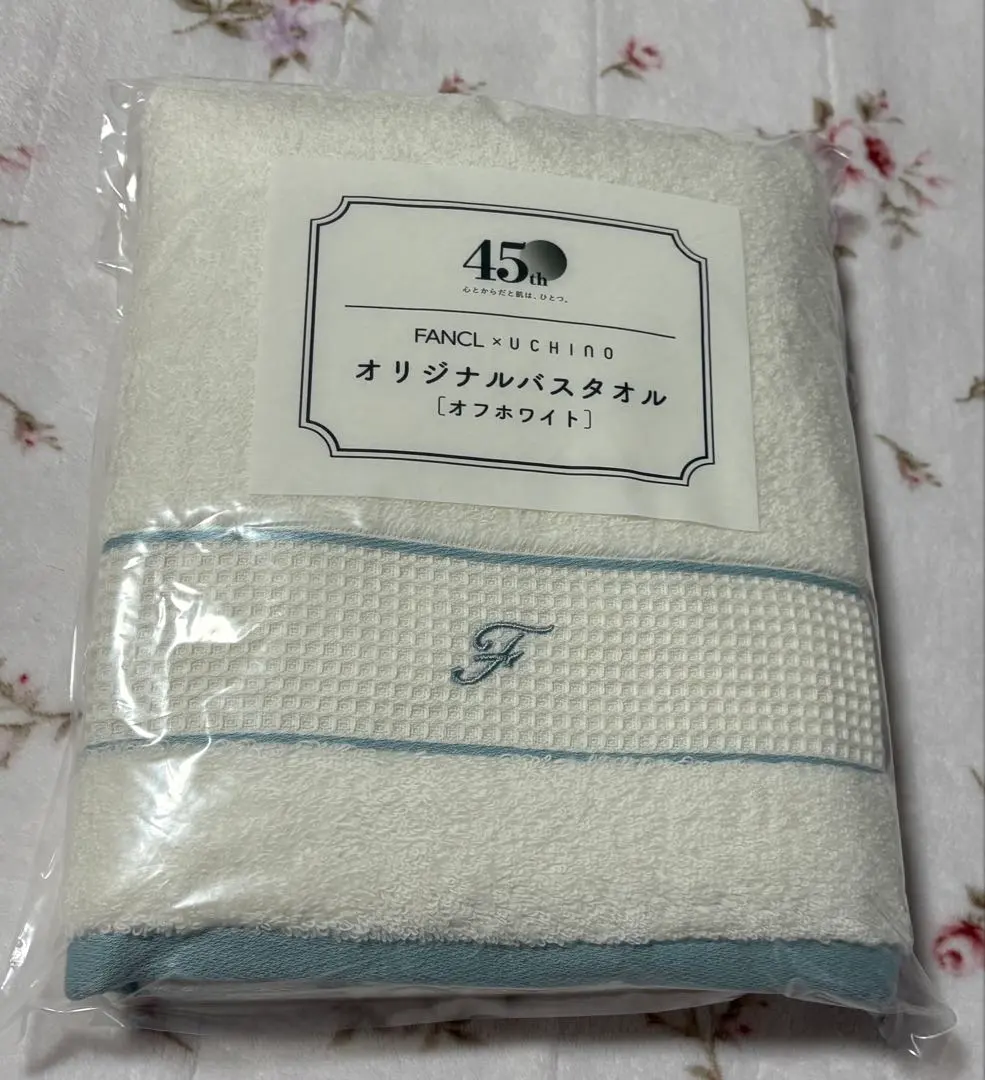 45th
心とからだと肌は、ひとつ。
FANCL × UCHINO
オリジナルバスタオル
［オフホワイト］
F